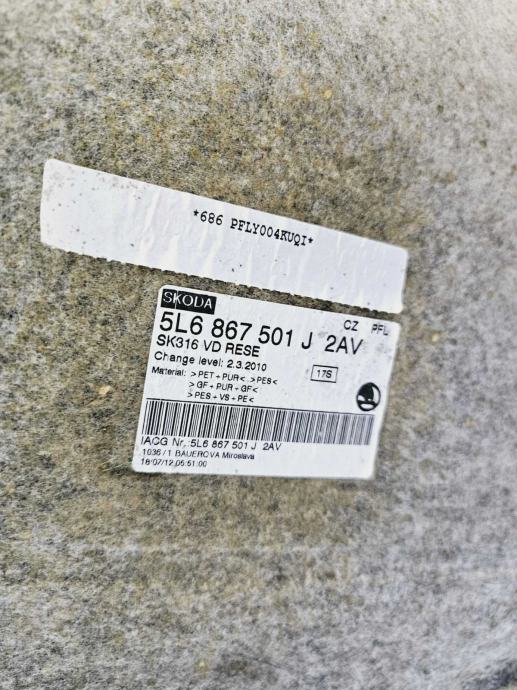 *686 PFLY004KUQI*
SKODA
CZ PFL
5L6 867 501 J 2AV
SK316 VD RESE
Change level: 2.3.2010
Material: >PET+PUR< >PES<
>GF+PUR+GF<
>PES+VS+PE<
17S
IACG Nr.:5L6 867 501 J 2AV
1036/1 BAUEROVA Miroslava
18/07/12 05:51:00